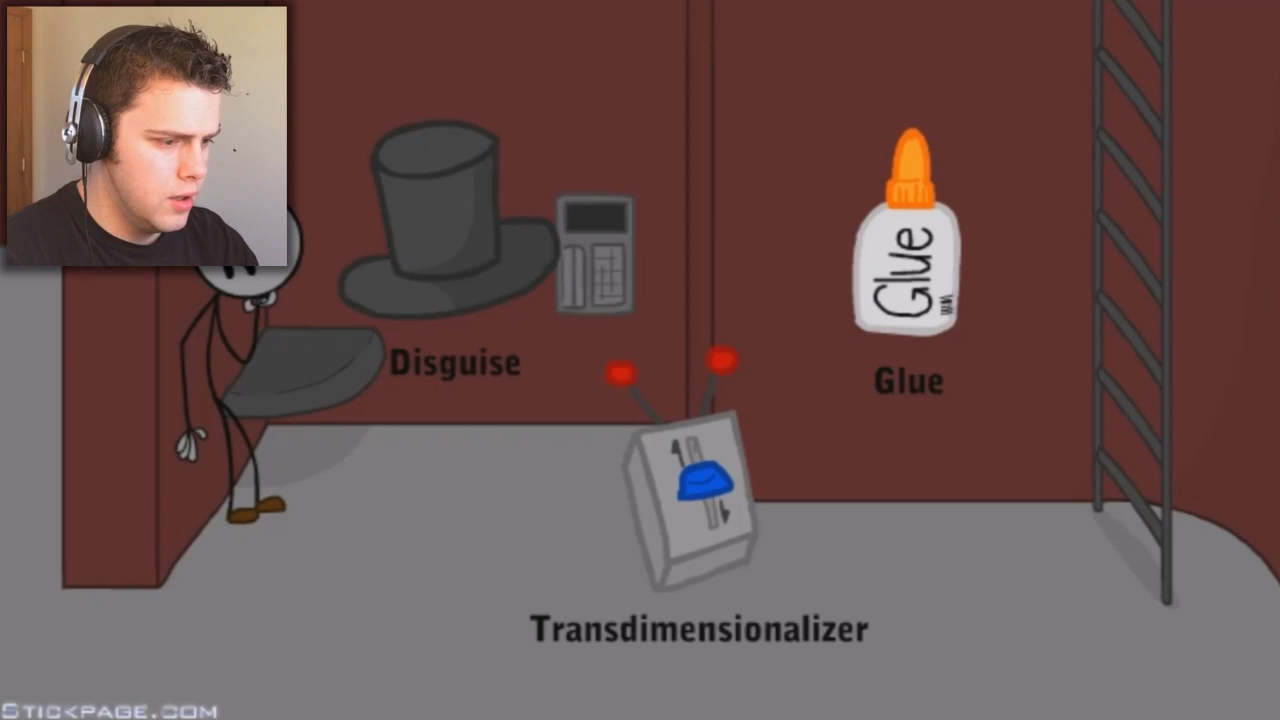 Glue
Disguise
Glue
Transdimensionalizer
STICKPAGE.COM